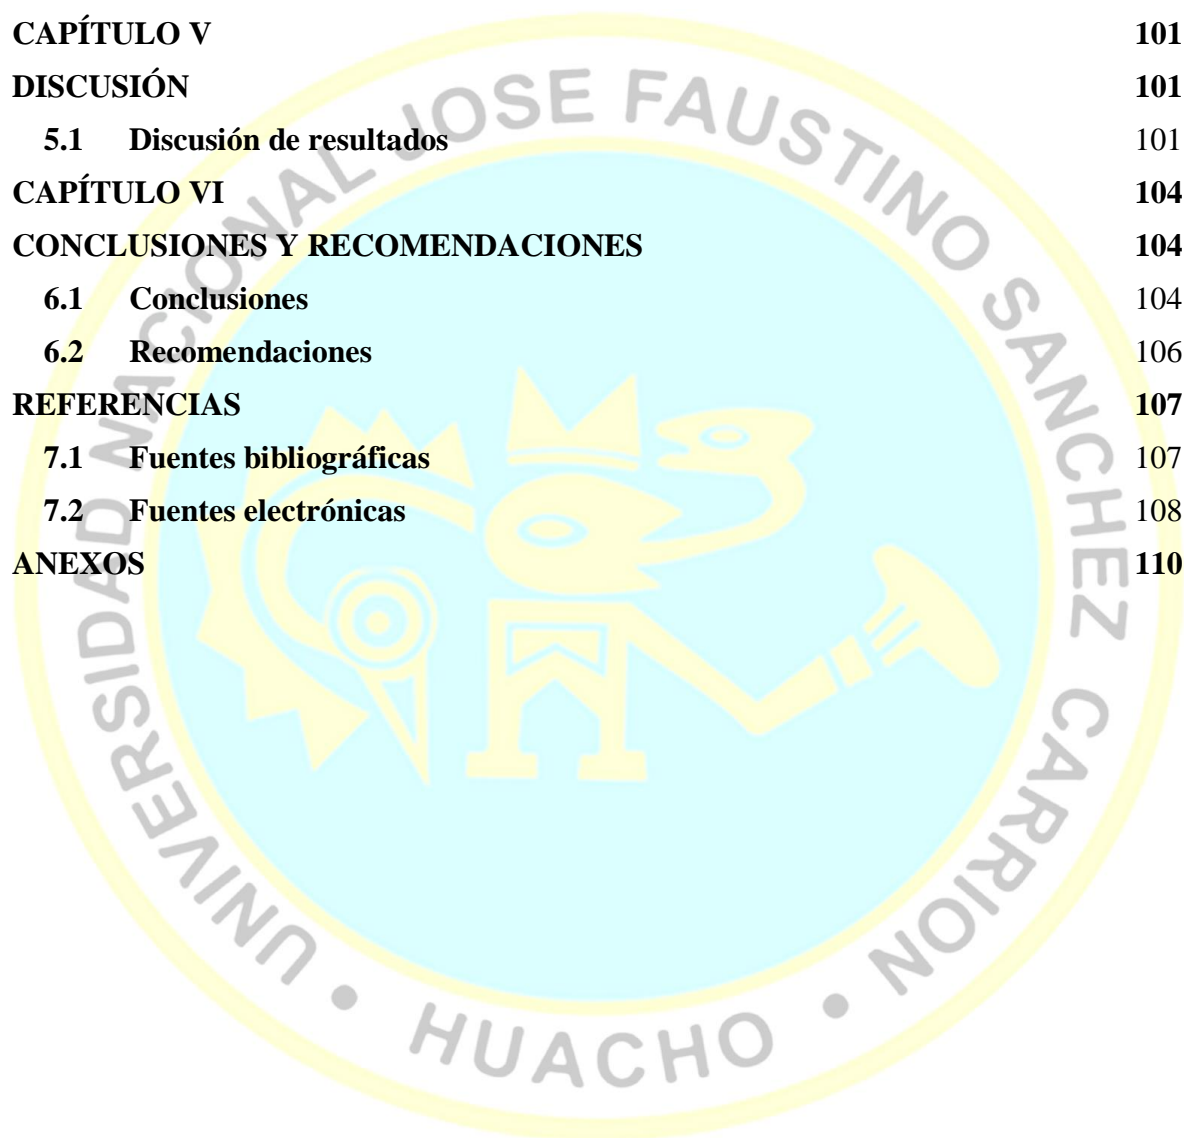 CAPÍTULO V 101
DISCUSIÓN 101
5.1 Discusión de resultados 101
CAPÍTULO VI 104
CONCLUSIONES Y RECOMENDACIONES 104
6.1 Conclusiones 104
6.2 Recomendaciones 106
REFERENCIAS 107
7.1 Fuentes bibliográficas 107
7.2 Fuentes electrónicas 108
ANEXOS 110
UNIVERSIDAD NACIONAL JOSE FAUSTINO SANCHEZ CARRION
• HUACHO •